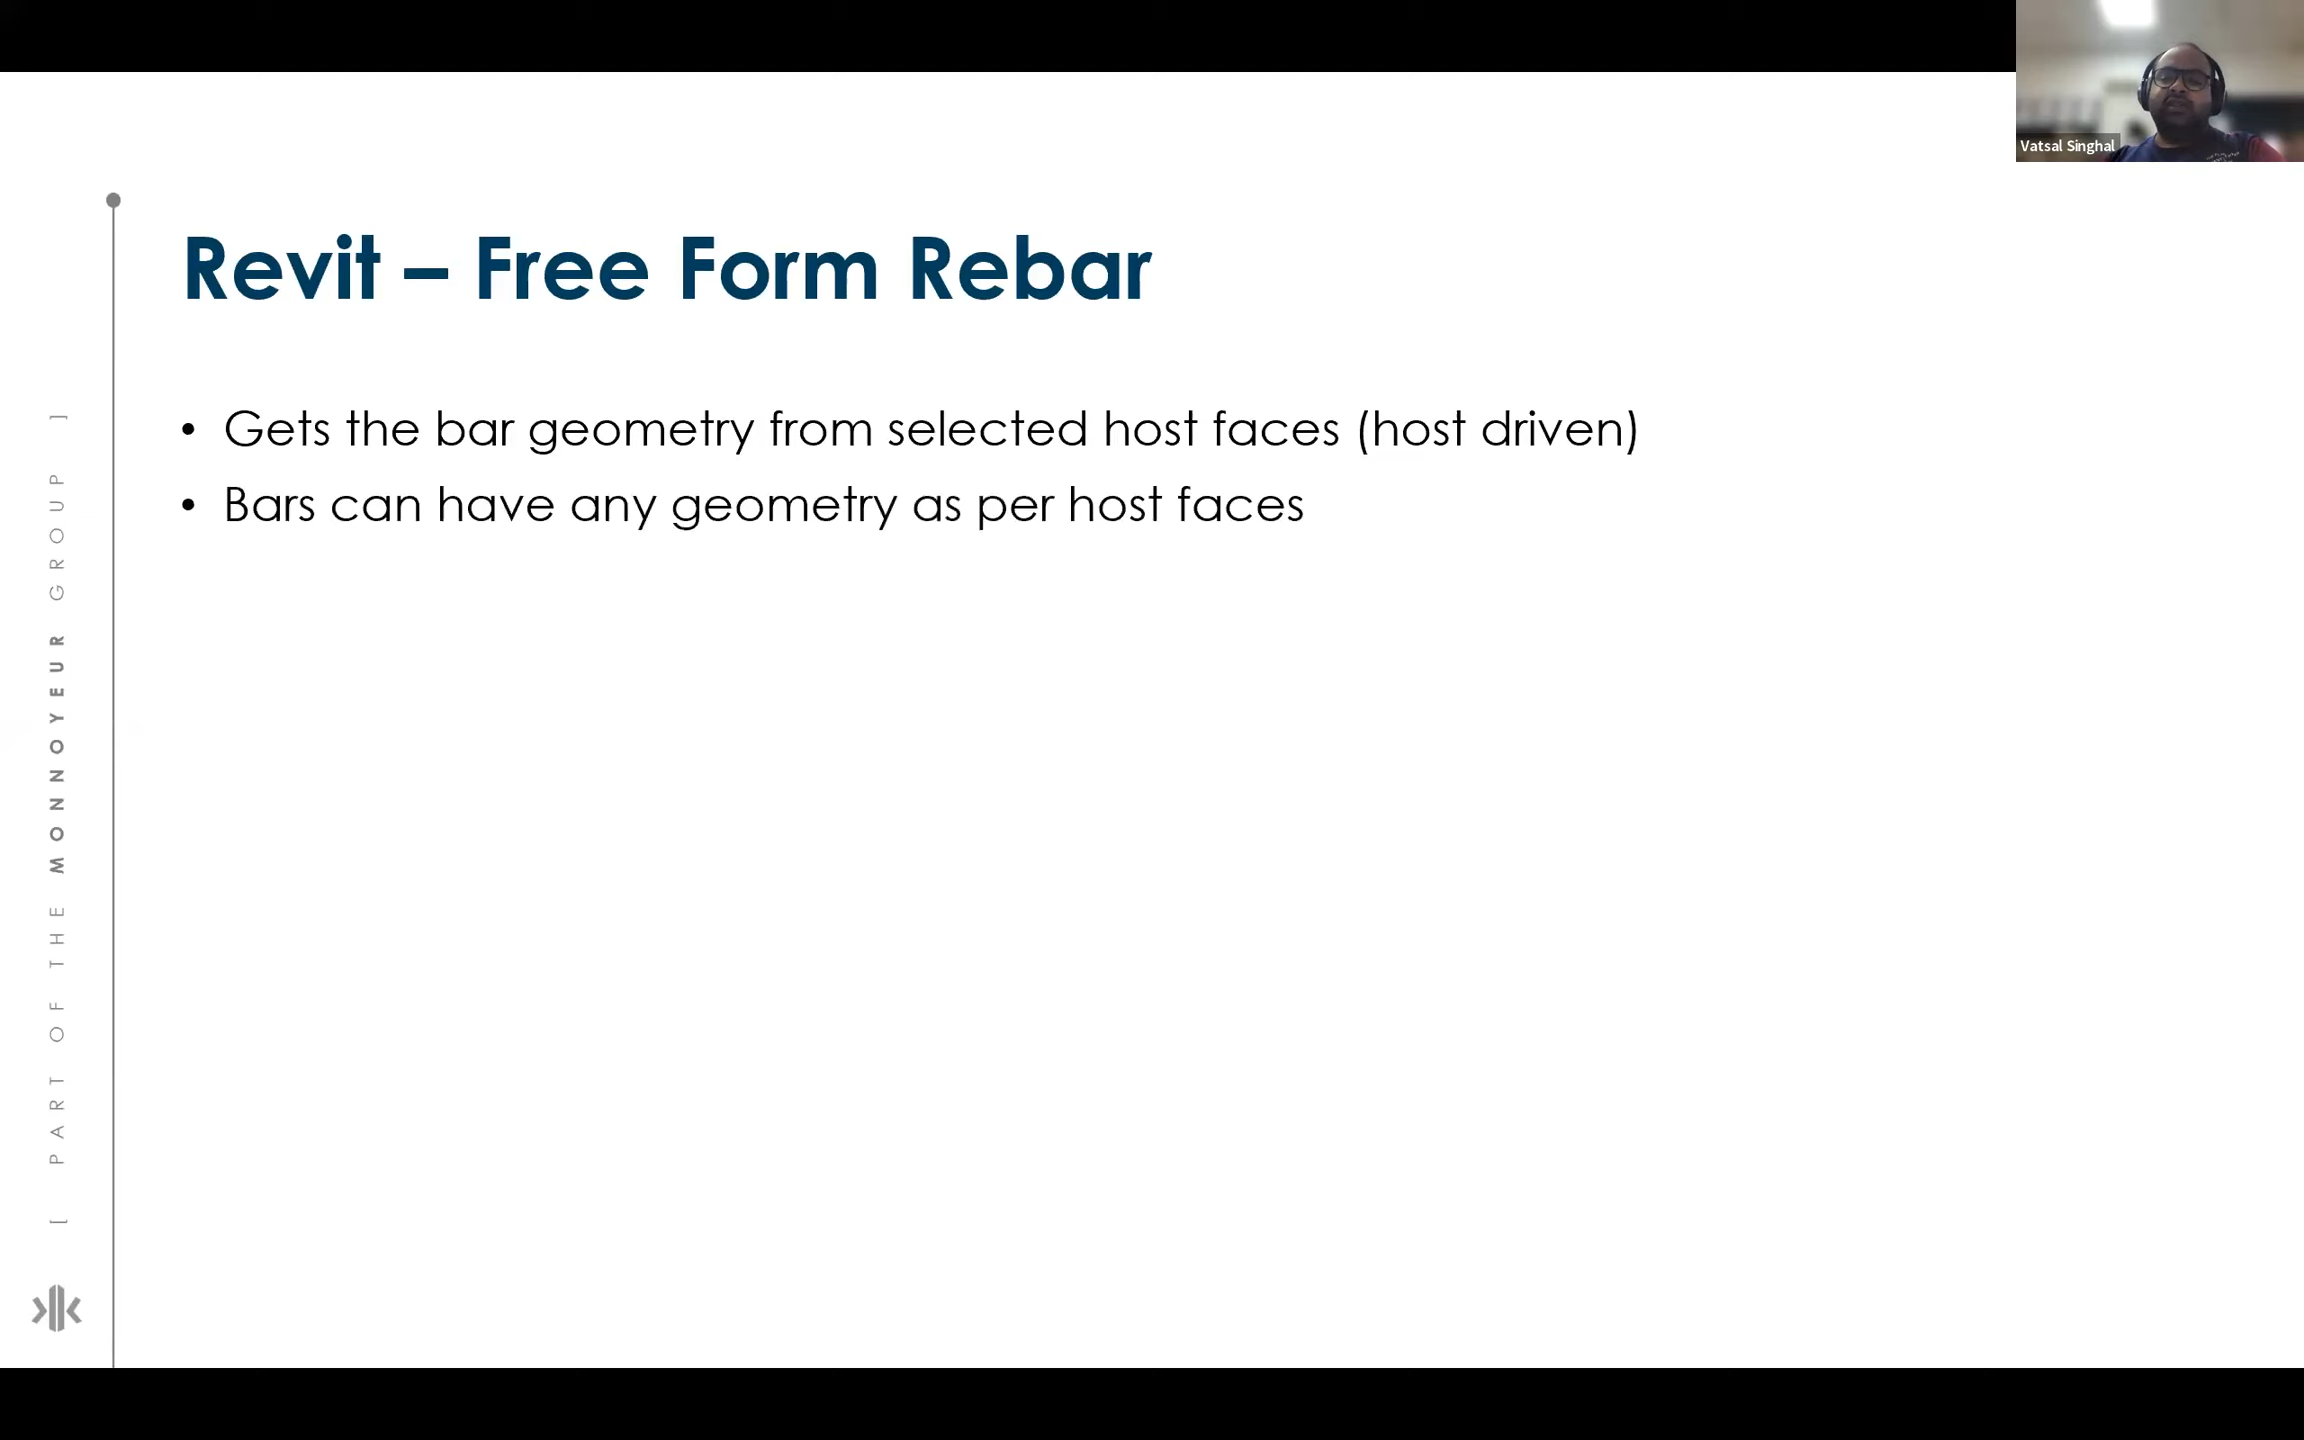 Vatsal Singhal
Revit – Free Form Rebar
• Gets the bar geometry from selected host faces (host driven)
• Bars can have any geometry as per host faces
[ PART OF THE MONNOYEUR GROUP ]